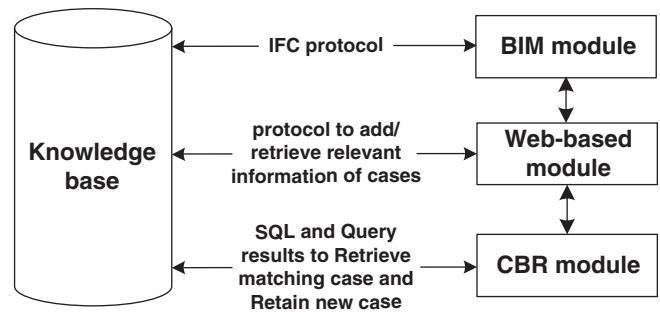 IFC protocol
BIM module
Knowledge
base
protocol to add/
retrieve relevant
information of cases
Web-based
module
SQL and Query
results to Retrieve
matching case and
Retain new case
CBR module